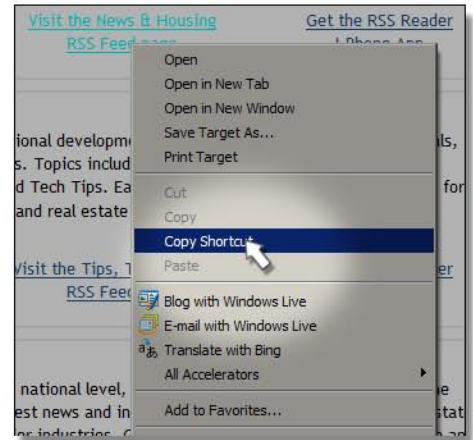 Visit the News & Housing
RSS Feed page
Get the RSS Reader
I Phone App
Open
Open in New Tab
Open in New Window
Save Target As...
Print Target
Cut
Copy
Copy Shortcut
Paste
Blog with Windows Live
E-mail with Windows Live
Translate with Bing
All Accelerators
Add to Favorites...
ional developm
s. Topics includ
d Tech Tips. Ea
for
and real estate
Visit the Tips, T
RSS Feed
national level,
est news and in